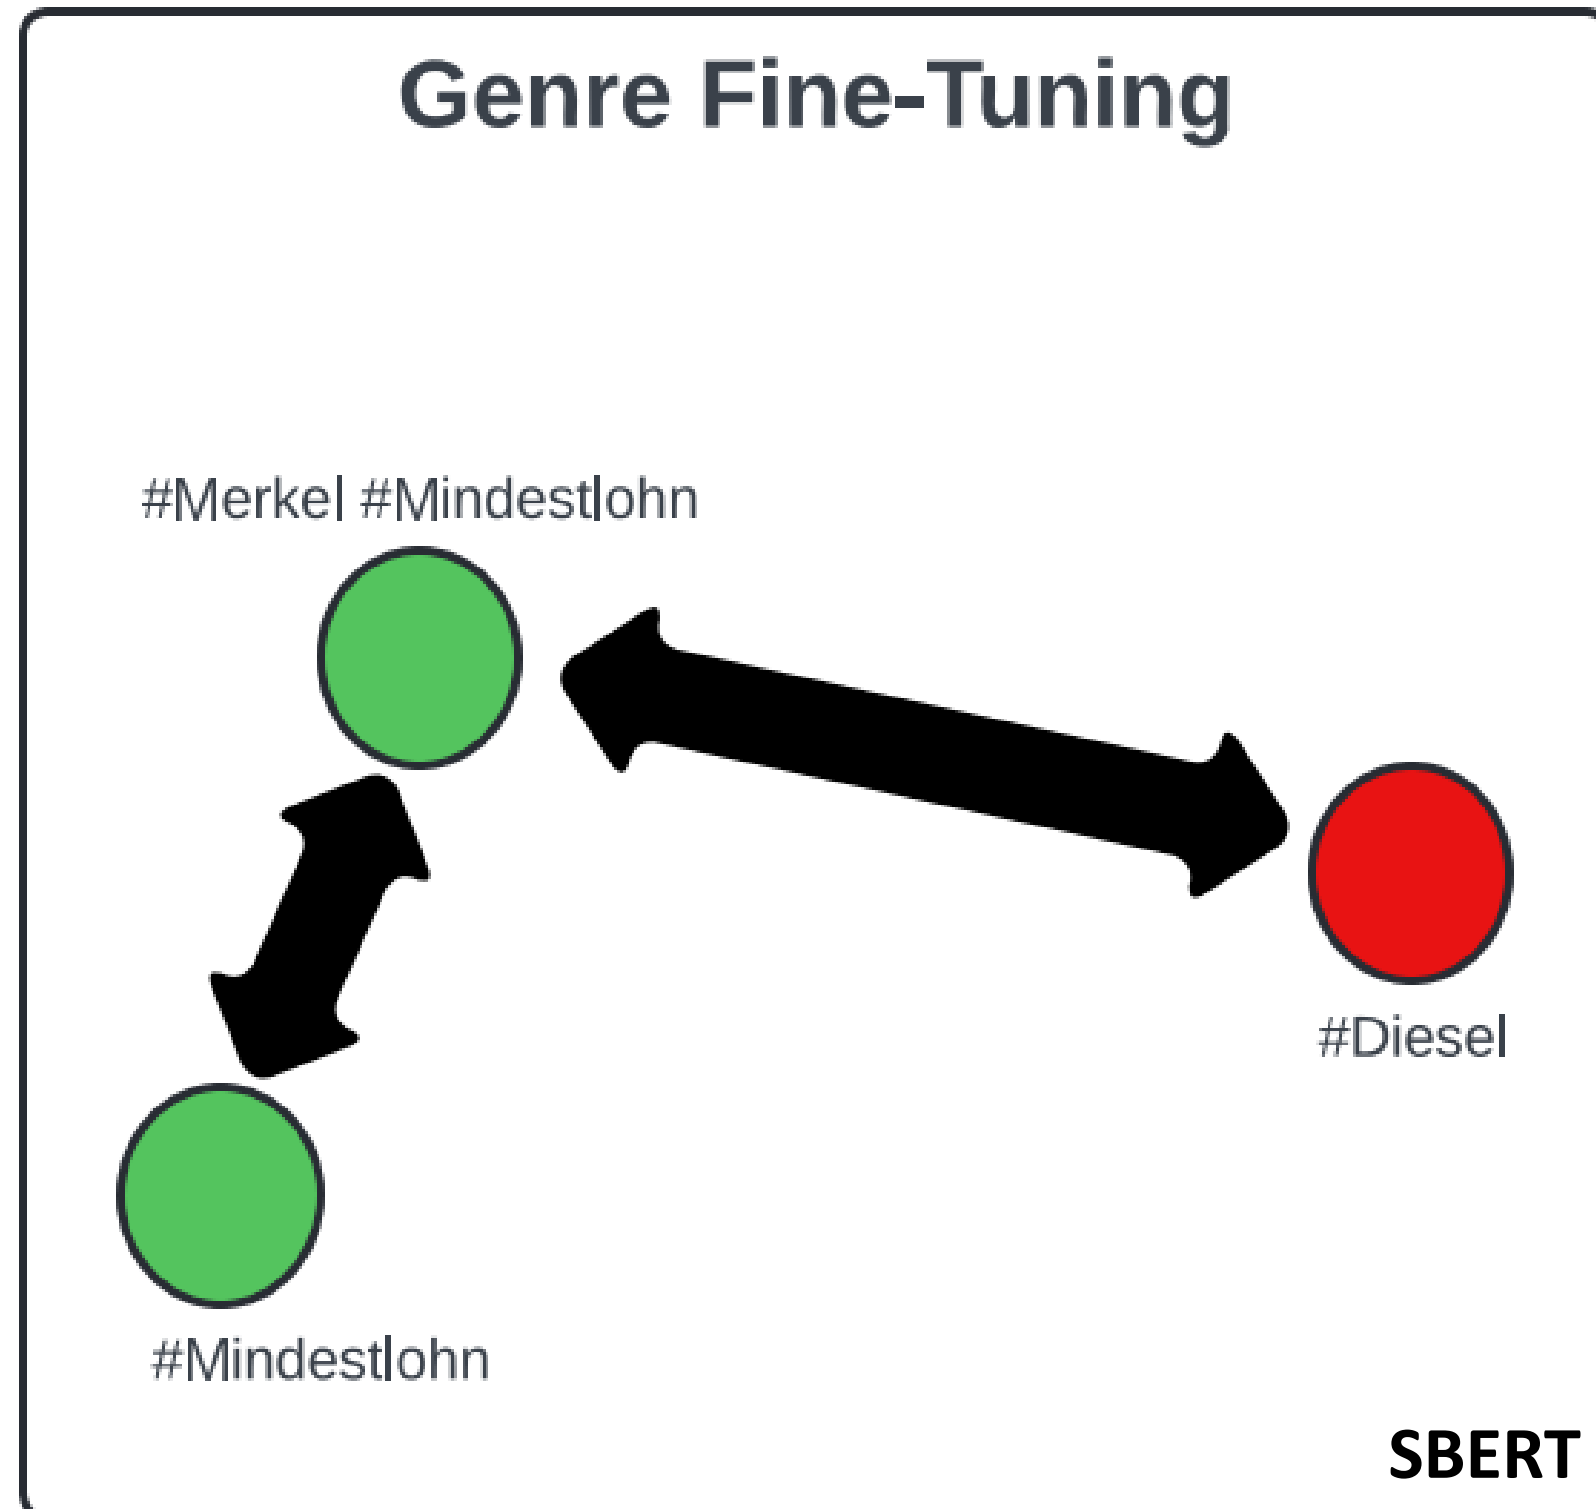 Genre Fine-Tuning
#Merkel #Mindestlohn
#Diesel
#Mindestlohn
SBERT